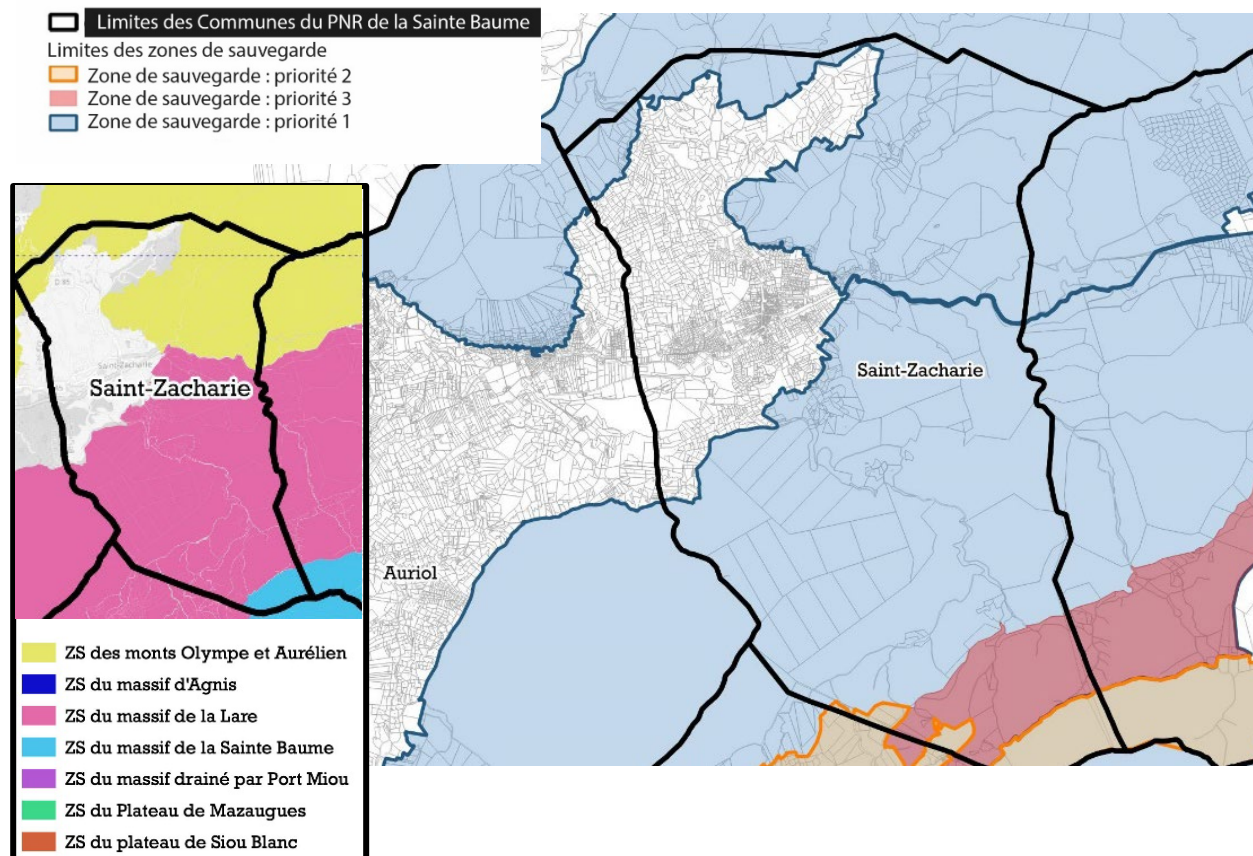 Limites des Communes du PNR de la Sainte Baume
Limites des zones de sauvegarde
Zone de sauvegarde : priorité 2
Zone de sauvegarde : priorité 3
Zone de sauvegarde : priorité 1
Saint-Zacharie
Saint-Zacharie
Saint-Zacharie
Auriol
ZS des monts Olympe et Aurélien
ZS du massif d'Agnis
ZS du massif de la Lare
ZS du massif de la Sainte Baume
ZS du massif drainé par Port Miou
ZS du Plateau de Mazaugues
ZS du plateau de Siou Blanc